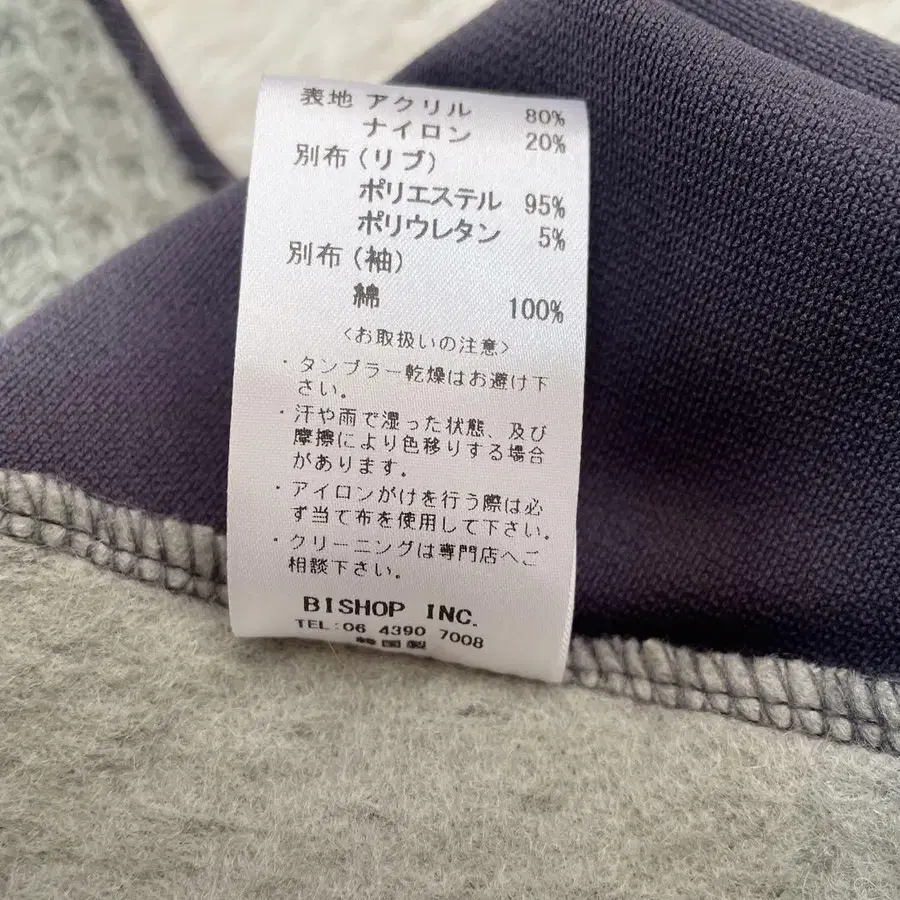 表地 アクリル 80%
ナイロン 20%
別布(リブ)
ポリエステル 95%
ポリウレタン 5%
別布(袖)
綿 100%
<お取扱いの注意>
・タンブラー乾燥はお避け下
さい。
・汗や雨で湿った状態、及び
摩擦により色移りする場合
があります。
・アイロンがけを行う際は必
ず当て布を使用して下さい。
・クリーニングは専門店へご
相談下さい。
BISHOP INC.
TEL:06 4390 7008
韓国製